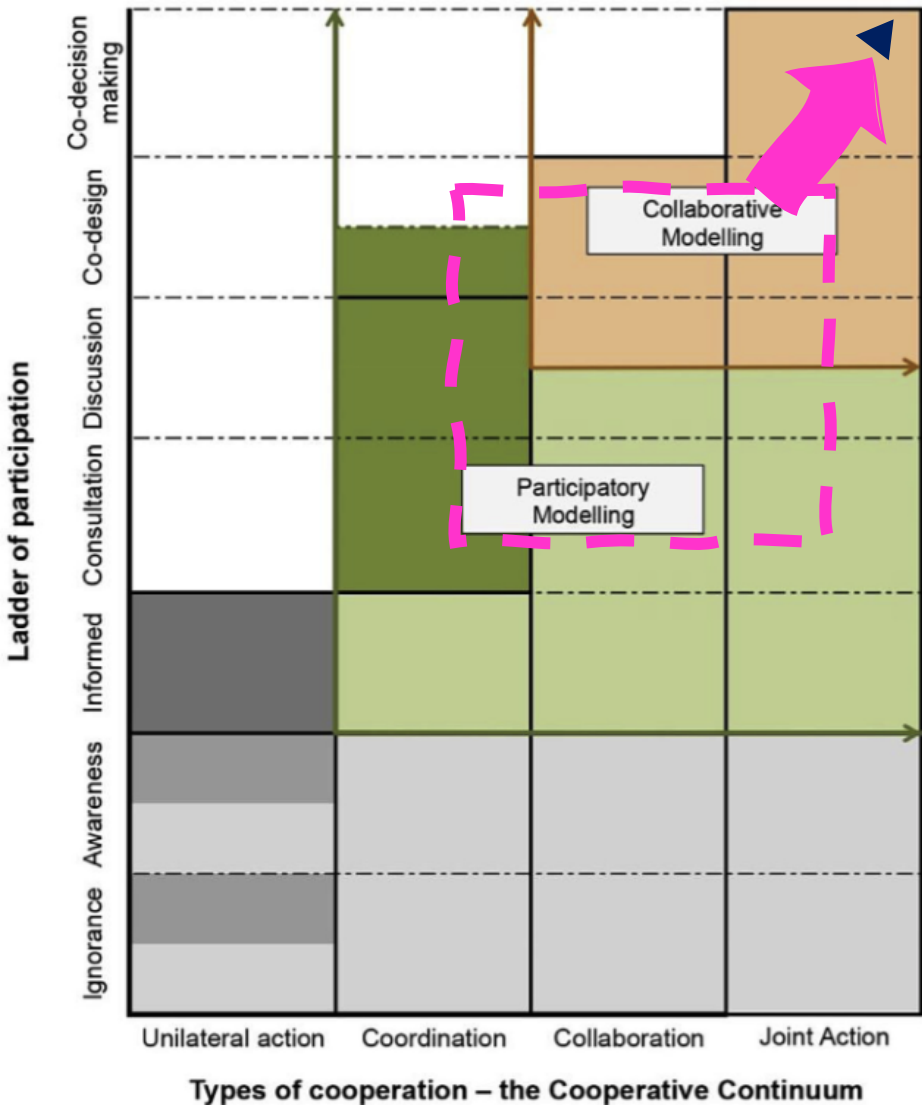 Ladder of participation
Co-decision
making
Co-design
Discussion
Consultation
Informed
Awareness
Ignorance
Collaborative
Modelling
Participatory
Modelling
Unilateral action
Coordination
Collaboration
Joint Action
Types of cooperation – the Cooperative Continuum